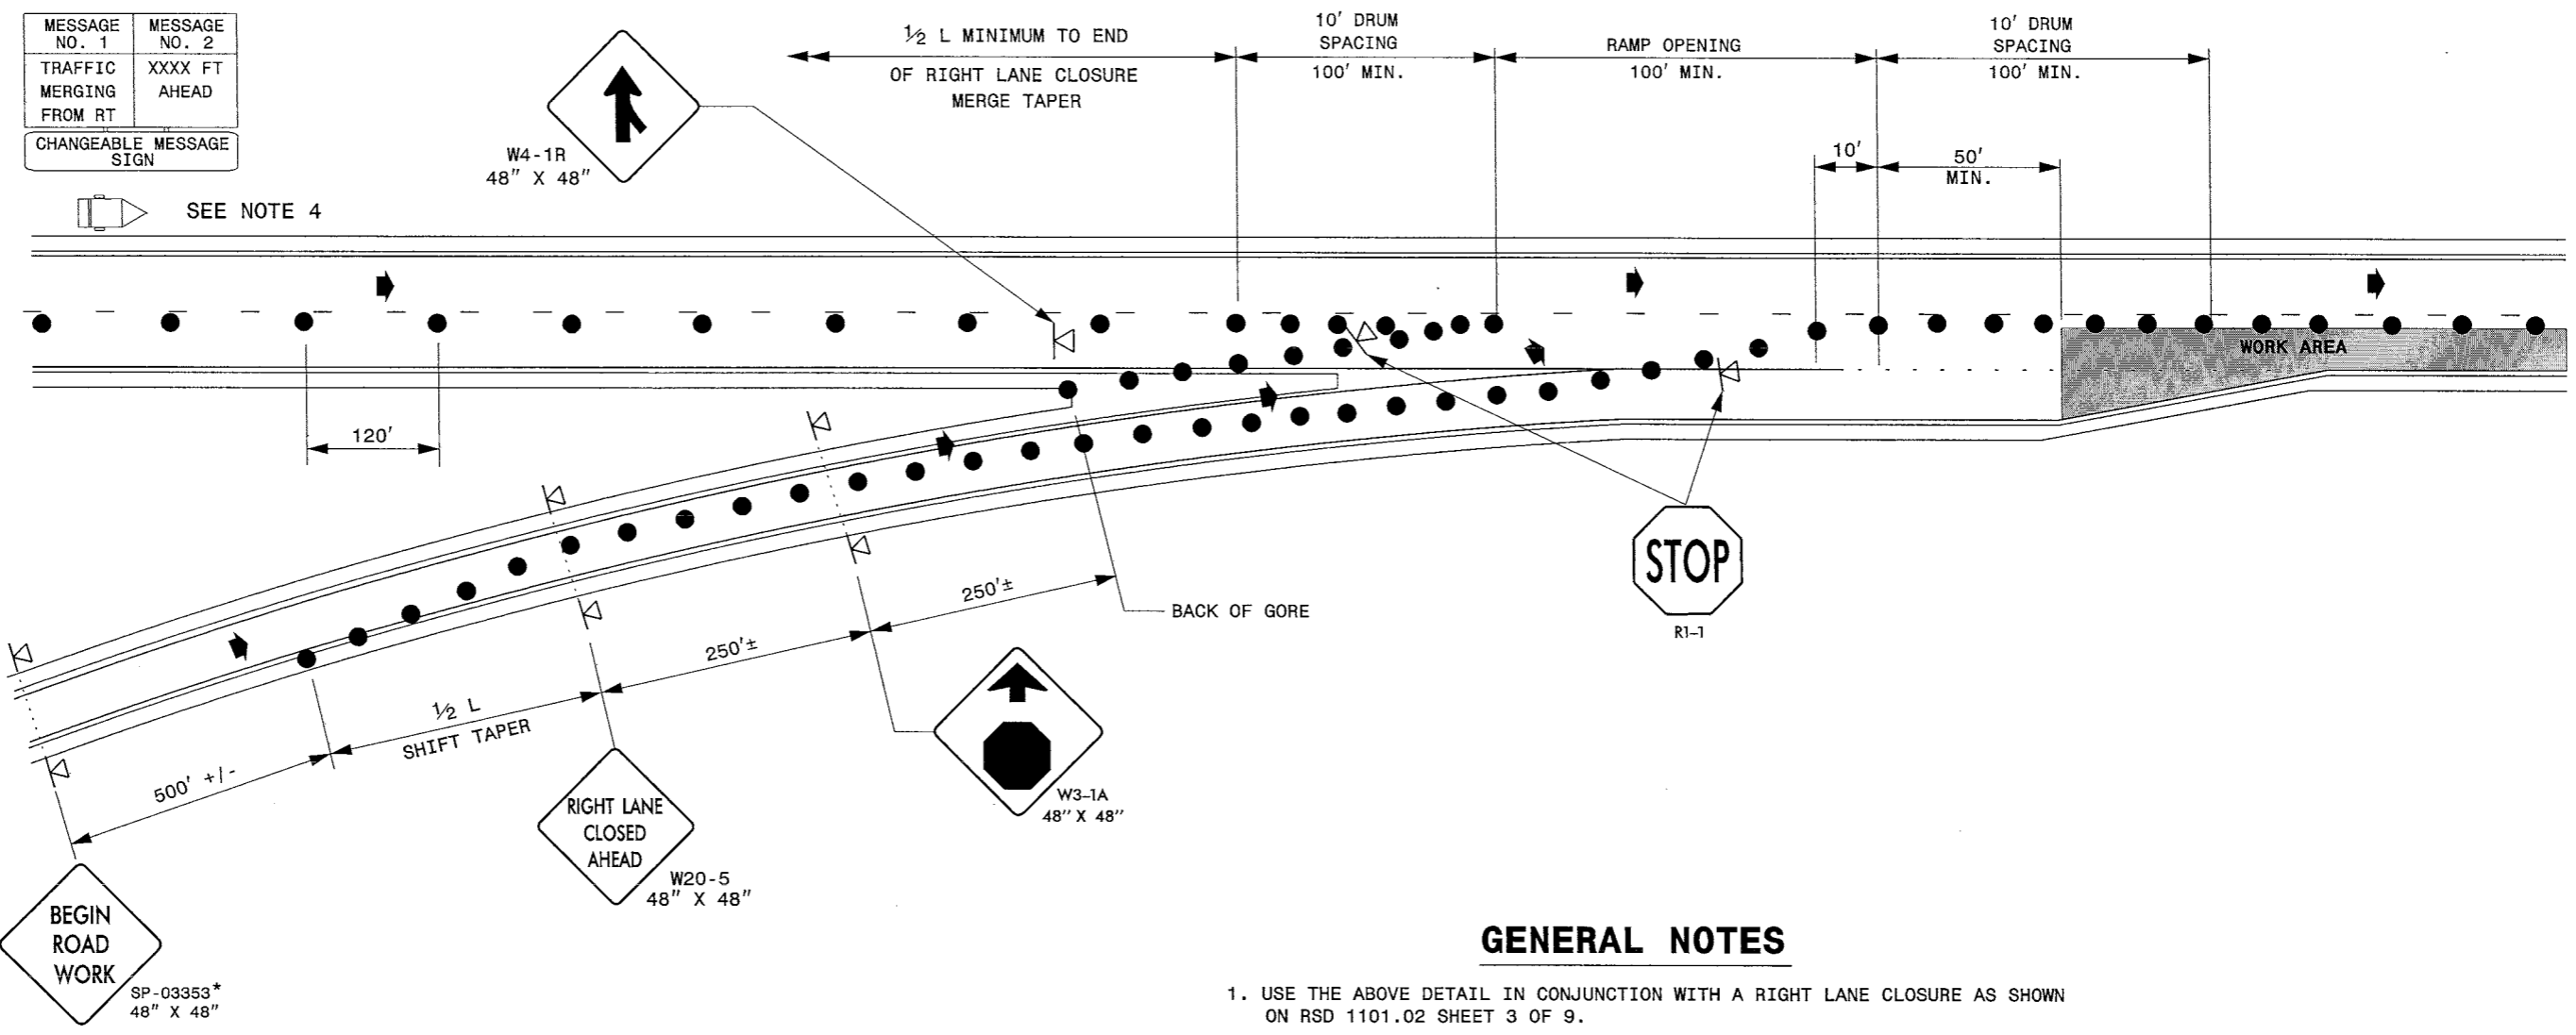 MESSAGE NO. 1
MESSAGE NO. 2
TRAFFIC
MERGING
FROM RT
XXXX FT
AHEAD
CHANGEABLE MESSAGE
SIGN
SEE NOTE 4
W4-1R
48" X 48"
½ L MINIMUM TO END
OF RIGHT LANE CLOSURE
MERGE TAPER
10' DRUM
SPACING
100' MIN.
RAMP OPENING
100' MIN.
10' DRUM
SPACING
100' MIN.
10'
50'
MIN.
WORK AREA
120'
BACK OF GORE
250'±
250'±
½ L
SHIFT TAPER
500' +/-
STOP
R1-1
W3-1A
48" X 48"
RIGHT LANE
CLOSED
AHEAD
W20-5
48" X 48"
BEGIN
ROAD
WORK
SP-03353*
48" X 48"
GENERAL NOTES
1. USE THE ABOVE DETAIL IN CONJUNCTION WITH A RIGHT LANE CLOSURE AS SHOWN
ON RSD 1101.02 SHEET 3 OF 9.